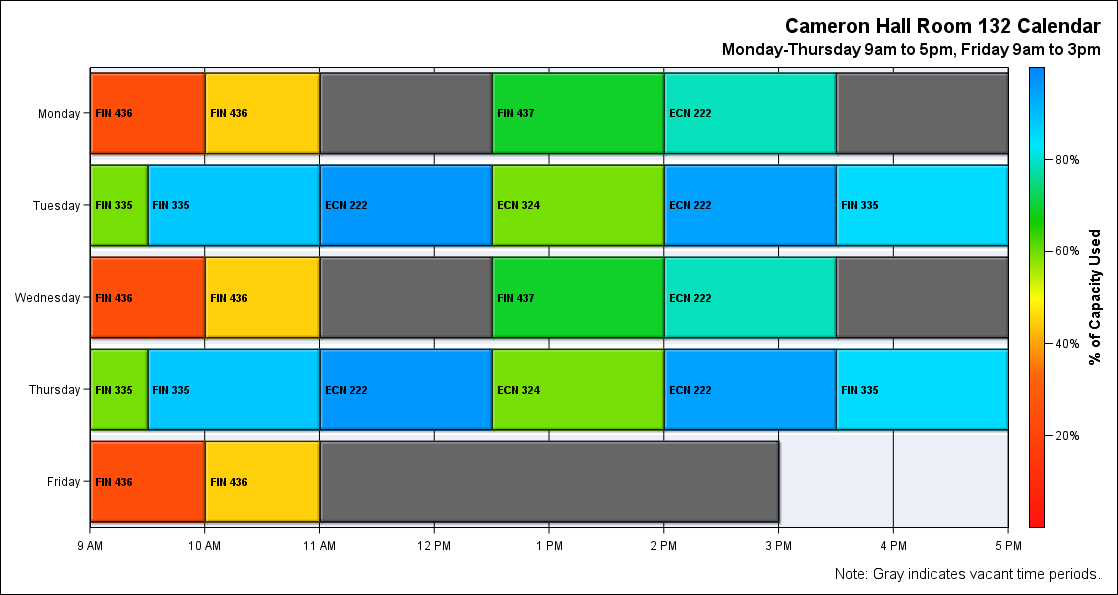 Cameron Hall Room 132 Calendar
Monday-Thursday 9am to 5pm, Friday 9am to 3pm
Monday
FIN 436
FIN 436
FIN 437
ECN 222
Tuesday
FIN 335
FIN 335
ECN 222
ECN 324
ECN 222
FIN 335
Wednesday
FIN 436
FIN 436
FIN 437
ECN 222
Thursday
FIN 335
FIN 335
ECN 222
ECN 324
ECN 222
FIN 335
Friday
FIN 436
FIN 436
9 AM
10 AM
11 AM
12 PM
1 PM
2 PM
3 PM
4 PM
5 PM
80%
60%
40%
20%
% of Capacity Used
Note: Gray indicates vacant time periods.